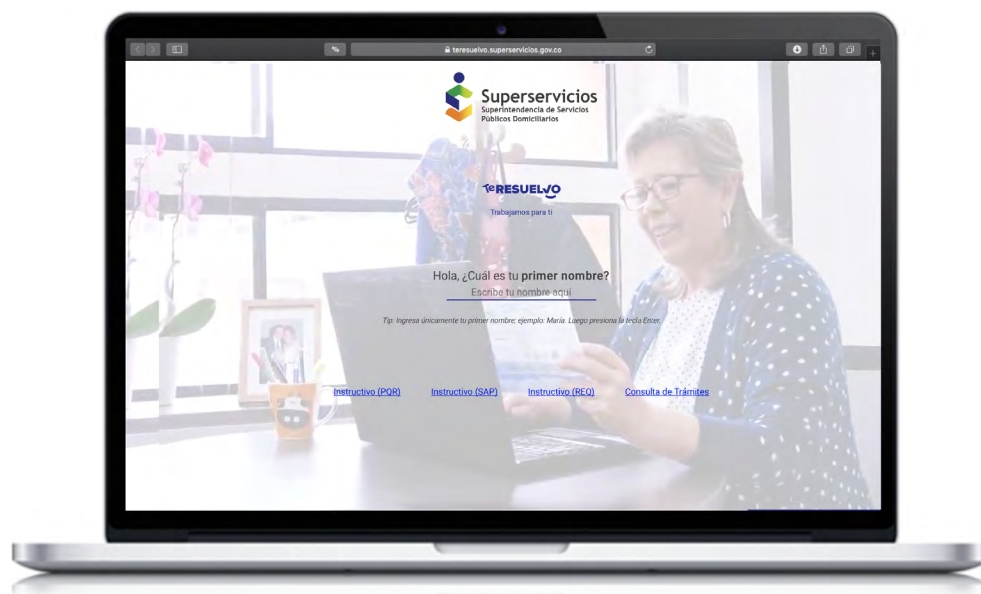 teresuelvo.superservicios.gov.co
Superservicios
Superintendencia de Servicios
Públicos Domiciliarios
Te RESUELVO
Trabajamos para ti
Hola, ¿Cuál es tu primer nombre?
Escribe tu nombre aquí
Tip: Ingresa únicamente tu primer nombre; ejemplo: María. Luego presiona la tecla Enter.
Instructivo (PQR) Instructivo (SAP) Instructivo (REQ) Consulta de Trámites